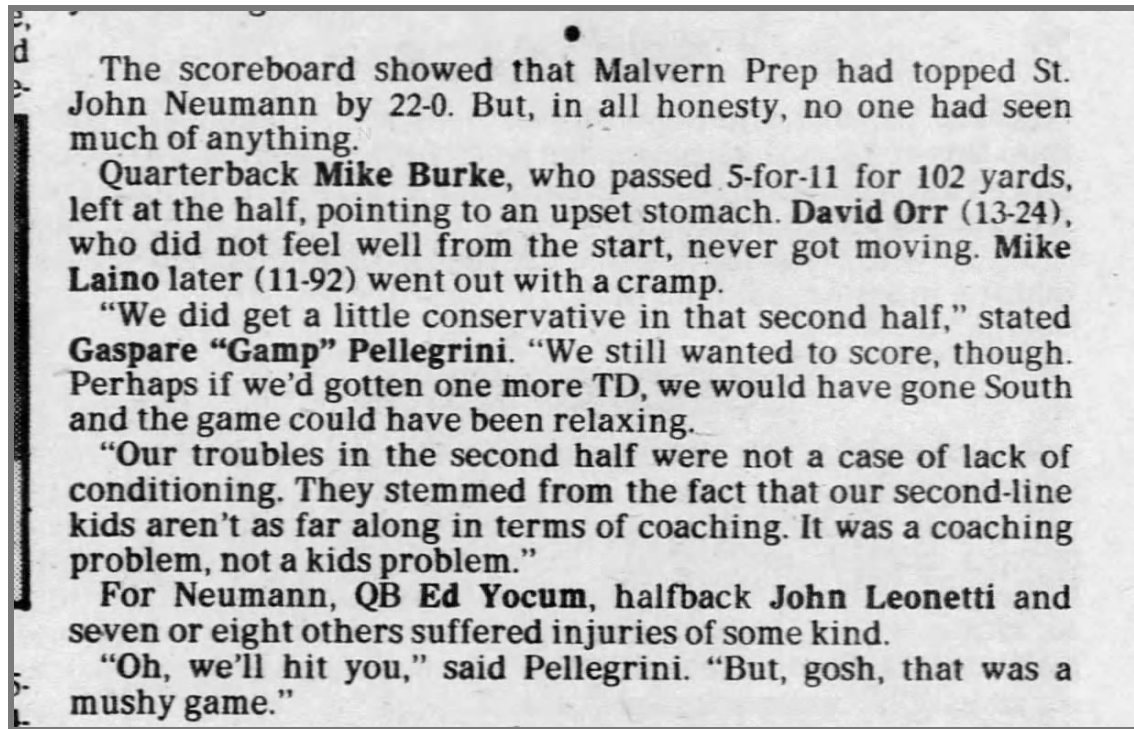 The scoreboard showed that Malvern Prep had topped St.
John Neumann by 22-0. But, in all honesty, no one had seen
much of anything.
Quarterback Mike Burke, who passed 5-for-11 for 102 yards,
left at the half, pointing to an upset stomach. David Orr (13-24),
who did not feel well from the start, never got moving. Mike
Laino later (11-92) went out with a cramp.
“We did get a little conservative in that second half,” stated
Gaspare “Gamp” Pellegrini. “We still wanted to score, though.
Perhaps if we’d gotten one more TD, we would have gone South
and the game could have been relaxing.
“Our troubles in the second half were not a case of lack of
conditioning. They stemmed from the fact that our second-line
kids aren’t as far along in terms of coaching. It was a coaching
problem, not a kids problem.”
For Neumann, QB Ed Yocum, halfback John Leonetti and
seven or eight others suffered injuries of some kind.
“Oh, we’ll hit you,” said Pellegrini. “But, gosh, that was a
mushy game.”